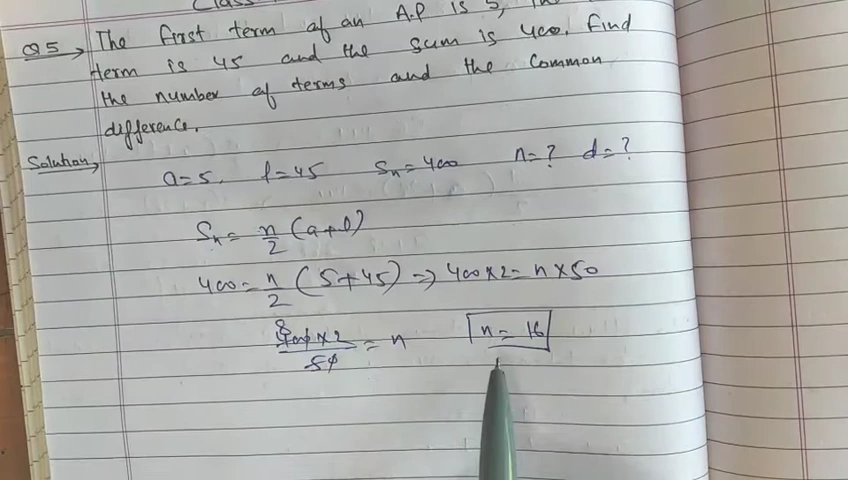 Class
Q5 → The first term of an A.P is 5, the
term is 45 and the sum is 400. Find
the number of terms and the common
difference.
Solution,
a=5, l=45 Sn=400 n=? d=?
Sn= n/2 (a+l)
400= n/2 (5+45) ⇒ 400×2= n×50
400×2/50 = n n= 16